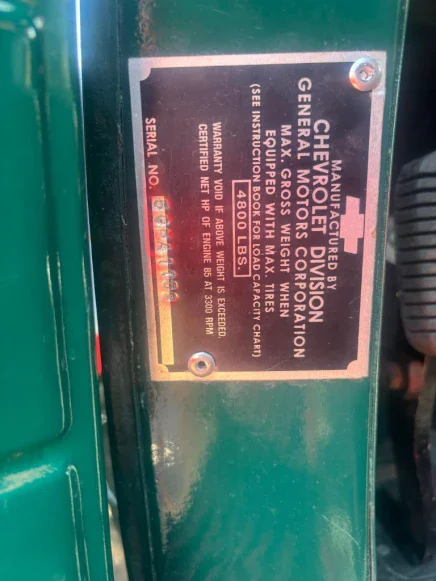 MANUFACTURED BY
CHEVROLET DIVISION
GENERAL MOTORS CORPORATION
MAX. GROSS WEIGHT WHEN
EQUIPPED WITH MAX. TIRES
(SEE INSTRUCTION BOOK FOR LOAD CAPACITY CHART)
4800 LBS.
WARRANTY VOID IF ABOVE WEIGHT IS EXCEEDED.
CERTIFIED NET HP OF ENGINE 85 AT 3300 RPM
SERIAL NO.